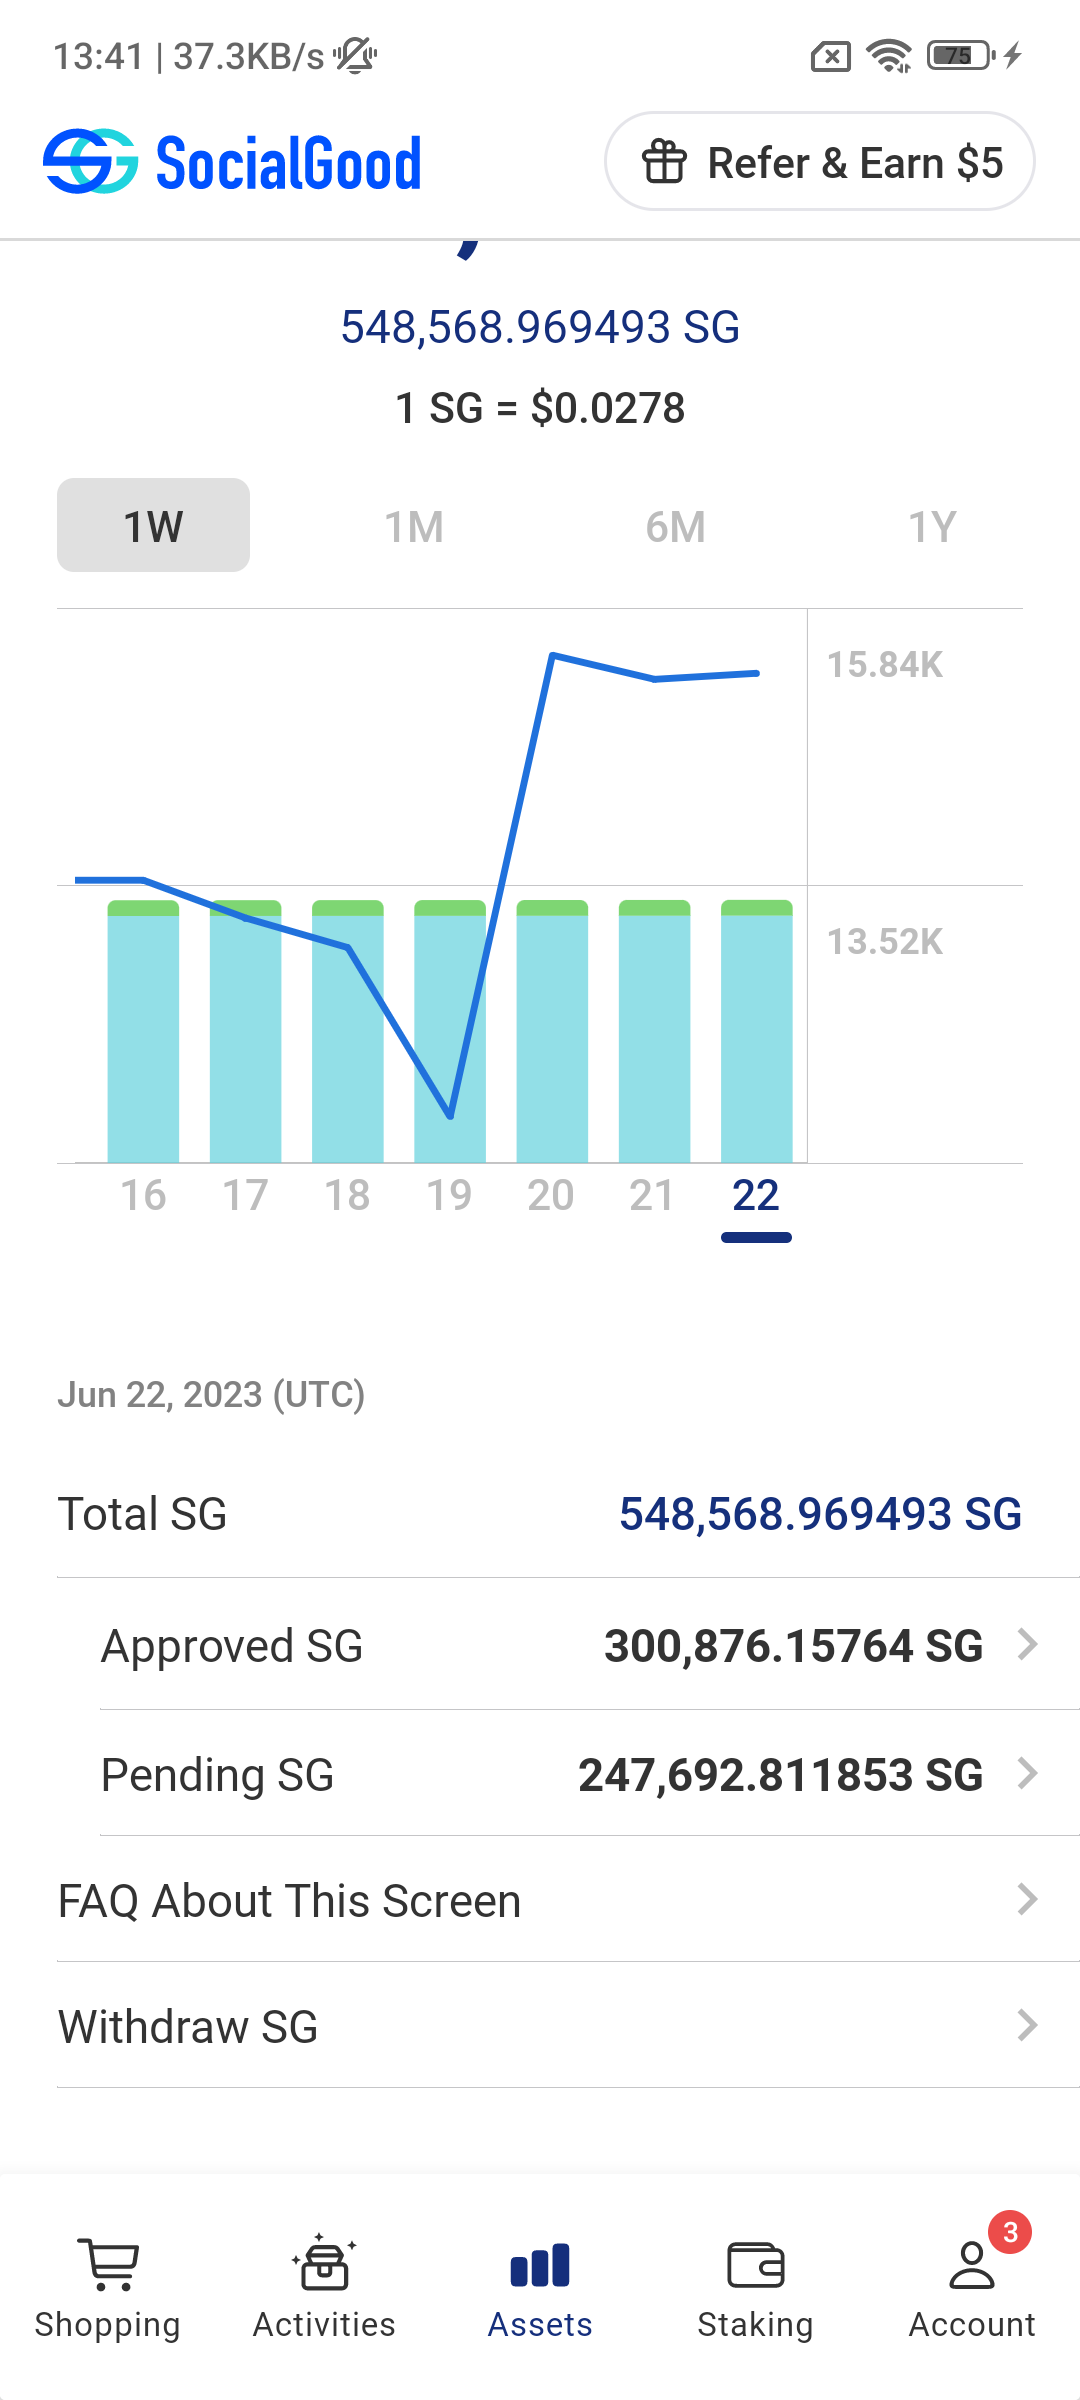 13:41 | 37.3KB/s
75
SocialGood
Refer & Earn $5
548,568.969493 SG
1 SG = $0.0278
1W 1M 6M 1Y
15.84K
13.52K
16 17 18 19 20 21 22
Jun 22, 2023 (UTC)
Total SG 548,568.969493 SG
Approved SG 300,876.15764 SG
Pending SG 247,692.811853 SG
FAQ About This Screen
Withdraw SG
3
Shopping Activities Assets Staking Account